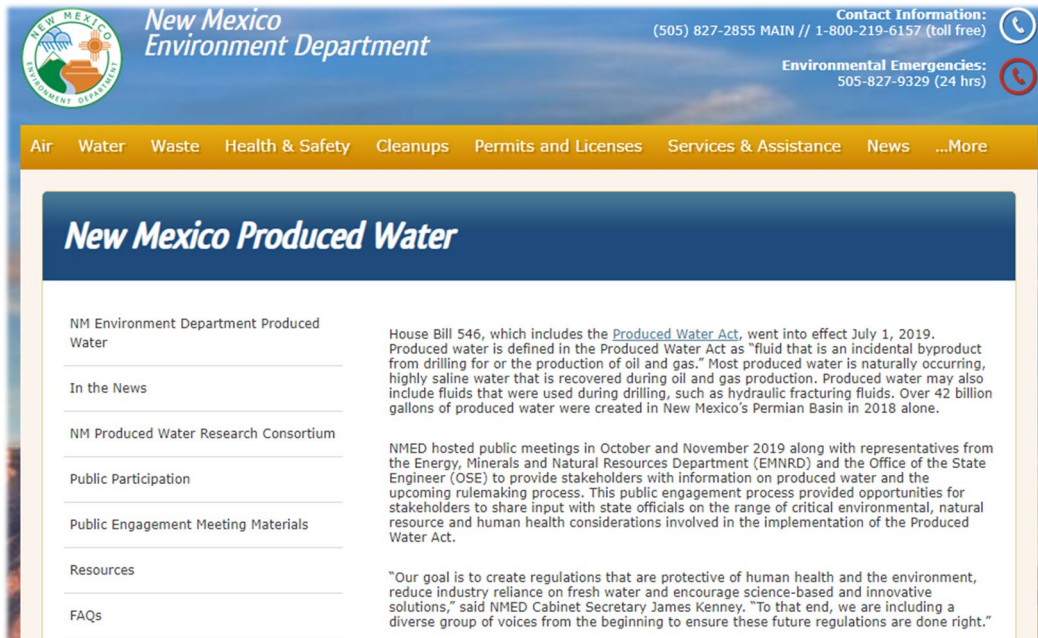 NEW MEXICO
ENVIRONMENT DEPARTMENT
New Mexico
Environment Department
Contact Information:
(505) 827-2855 MAIN // 1-800-219-6157 (toll free)
Environmental Emergencies:
505-827-9329 (24 hrs)
Air Water Waste Health & Safety Cleanups Permits and Licenses Services & Assistance News ...More
New Mexico Produced Water
NM Environment Department Produced
Water
In the News
NM Produced Water Research Consortium
Public Participation
Public Engagement Meeting Materials
Resources
FAQs
House Bill 546, which includes the Produced Water Act, went into effect July 1, 2019.
Produced water is defined in the Produced Water Act as “fluid that is an incidental byproduct
from drilling for or the production of oil and gas.” Most produced water is naturally occurring,
highly saline water that is recovered during oil and gas production. Produced water may also
include fluids that were used during drilling, such as hydraulic fracturing fluids. Over 42 billion
gallons of produced water were created in New Mexico’s Permian Basin in 2018 alone.
NMED hosted public meetings in October and November 2019 along with representatives from
the Energy, Minerals and Natural Resources Department (EMNRD) and the Office of the State
Engineer (OSE) to provide stakeholders with information on produced water and the
upcoming rulemaking process. This public engagement process provided opportunities for
stakeholders to share input with state officials on the range of critical environmental, natural
resource and human health considerations involved in the implementation of the Produced
Water Act.
“Our goal is to create regulations that are protective of human health and the environment,
reduce industry reliance on fresh water and encourage science-based and innovative
solutions,” said NMED Cabinet Secretary James Kenney. “To that end, we are including a
diverse group of voices from the beginning to ensure these future regulations are done right.”